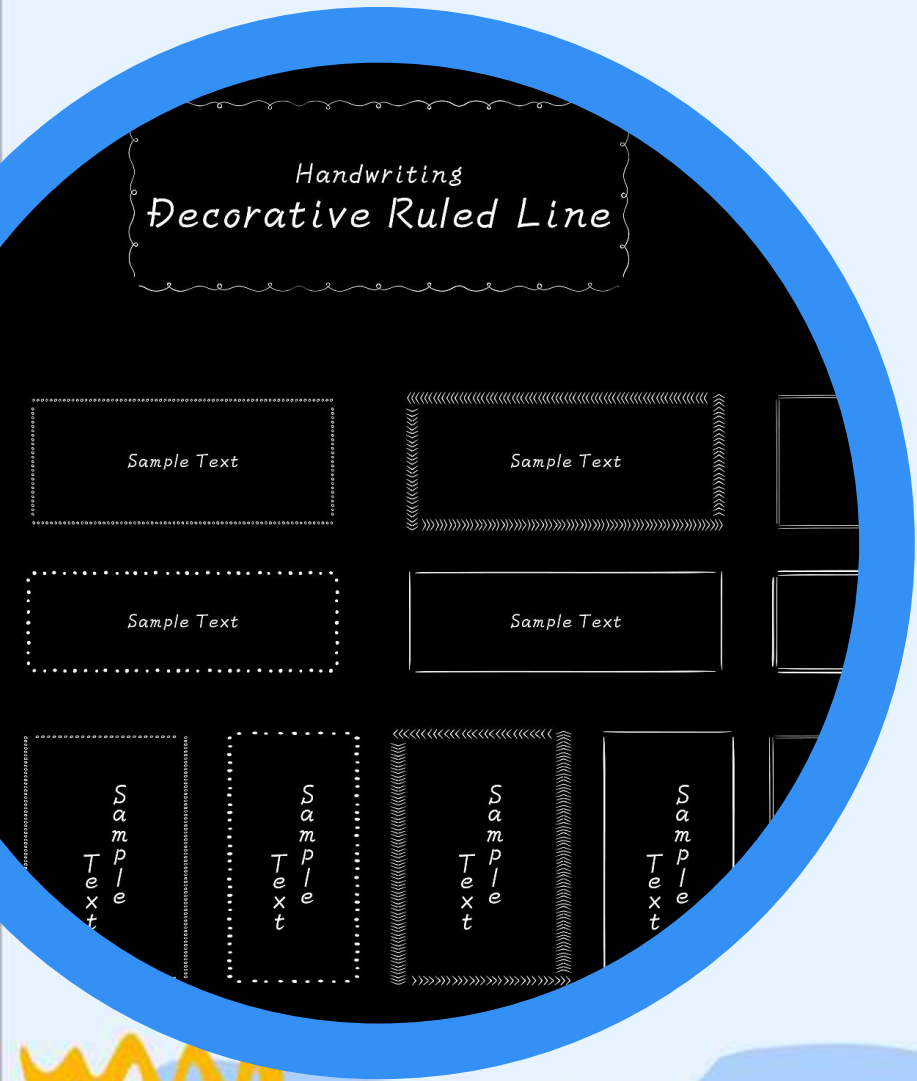 Handwriting
Decorative Ruled Line
Sample Text
Sample Text
Sample Text
Sample Text
Sample
Text
Sample
Text
Sample
Text
Sample
Text